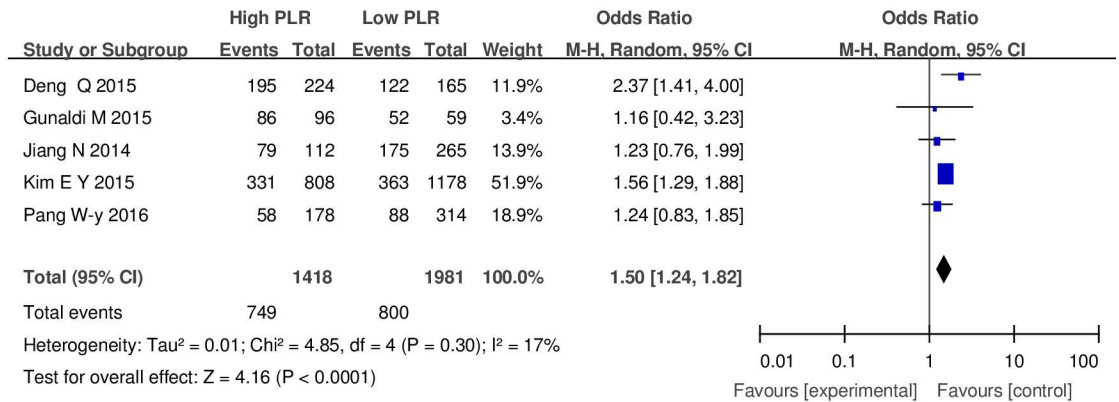 High PLR Low PLR Odds Ratio Odds Ratio
Study or Subgroup Events Total Events Total Weight M-H, Random, 95% CI M-H, Random, 95% CI
Deng Q 2015 195 224 122 165 11.9% 2.37 [1.41, 4.00]
Gunaldi M 2015 86 96 52 59 3.4% 1.16 [0.42, 3.23]
Jiang N 2014 79 112 175 265 13.9% 1.23 [0.76, 1.99]
Kim E Y 2015 331 808 363 1178 51.9% 1.56 [1.29, 1.88]
Pang W-y 2016 58 178 88 314 18.9% 1.24 [0.83, 1.85]
Total (95% CI) 1418 1981 100.0% 1.50 [1.24, 1.82]
Total events 749 800
Heterogeneity: Tau² = 0.01; Chi² = 4.85, df = 4 (P = 0.30); I² = 17%
Test for overall effect: Z = 4.16 (P < 0.0001)
0.01 0.1 1 10 100
Favours [experimental] Favours [control]